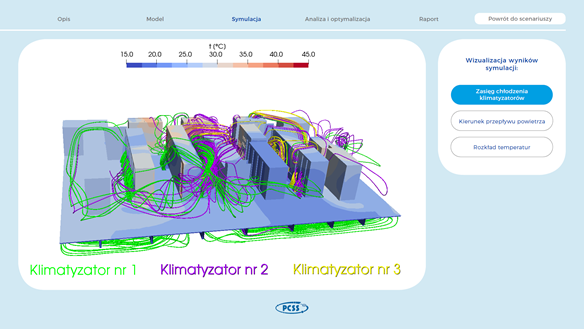 Opis
Model
Symulacja
Analiza i optymalizacja
Raport
Powrót do scenariuszy
t (°C)
15.0 20.0 25.0 30.0 35.0 40.0 45.0
Klimatyzator nr 1
Klimatyzator nr 2
Klimatyzator nr 3
Wizualizacja wyników
symulacji:
Zasięg chłodzenia
klimatyzatorów
Kierunek przepływu powietrza
Rozkład temperatur
PCSS